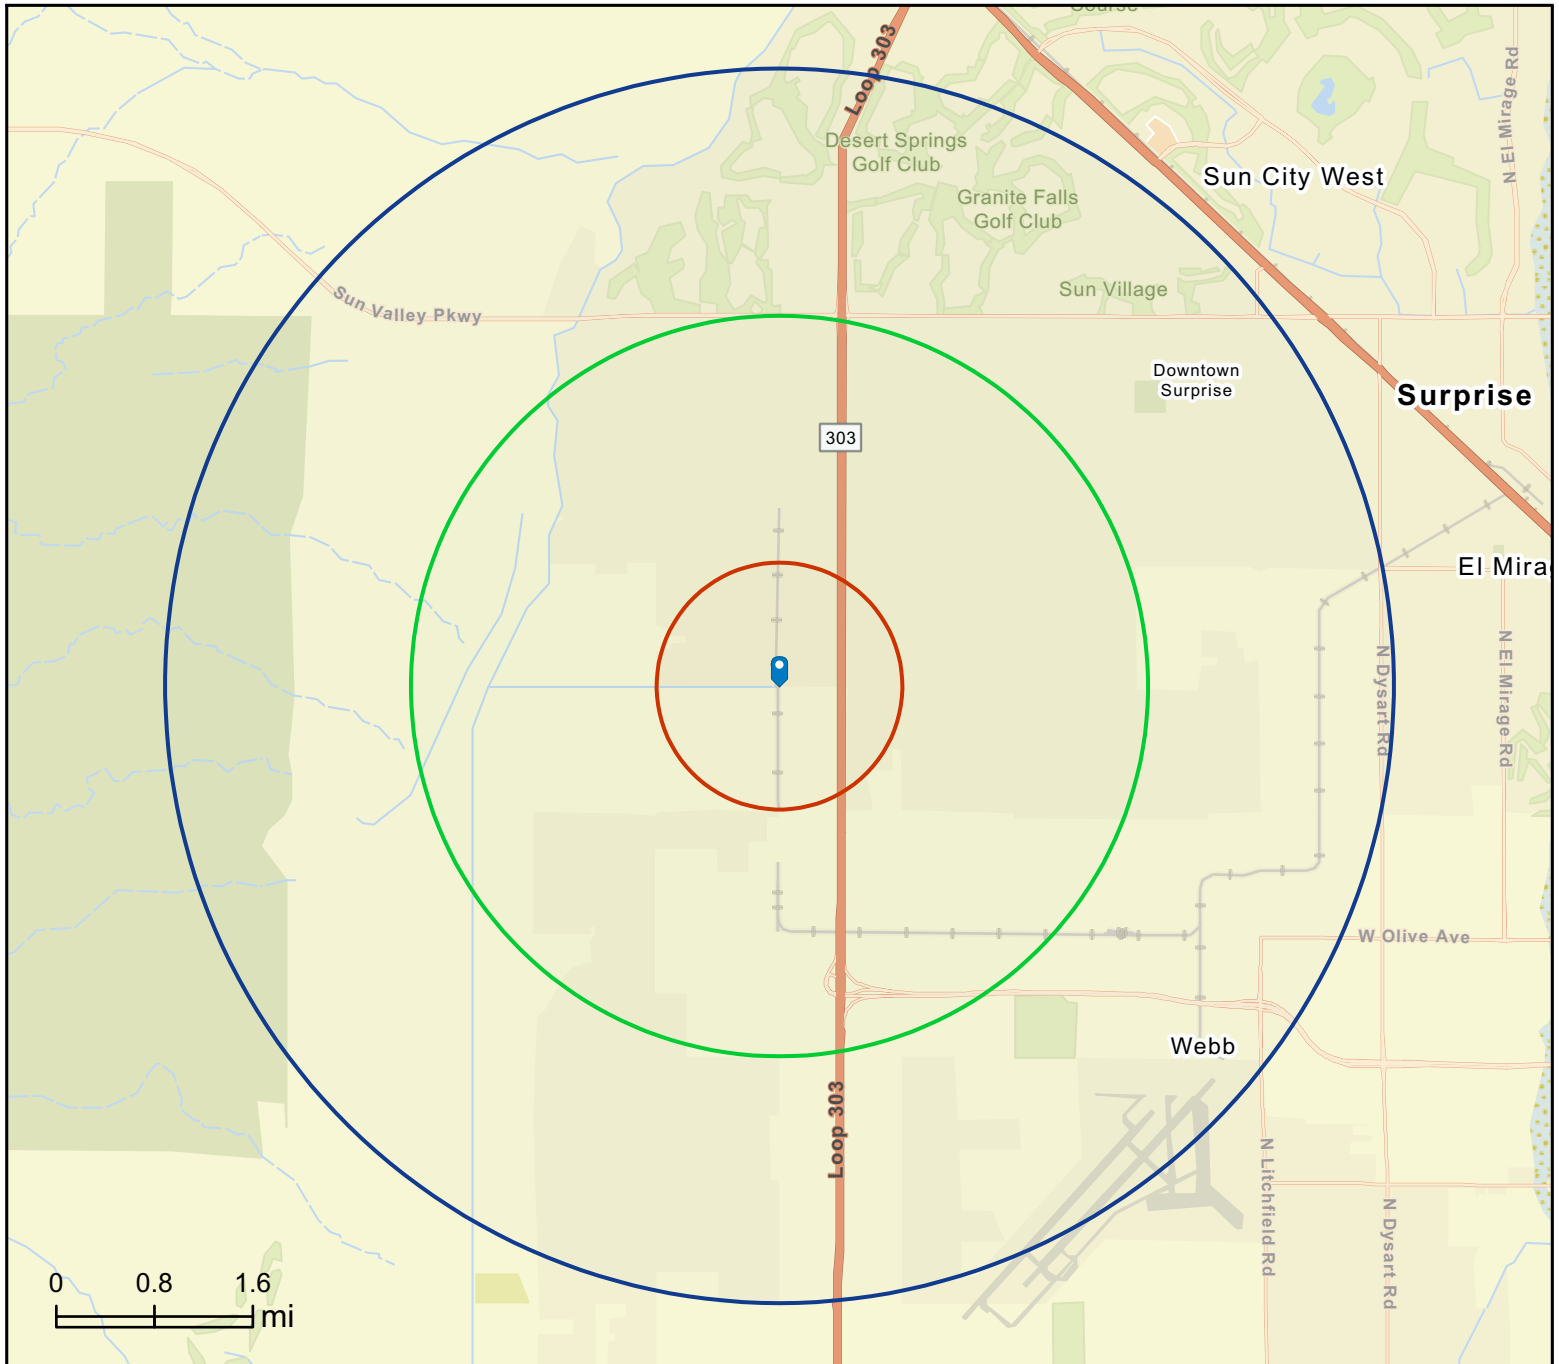 Course
Loop 303
N El Mirage Rd
Desert Springs
Golf Club
Sun City West
Granite Falls
Golf Club
Sun Valley Pkwy
Sun Village
Downtown
Surprise
Surprise
303
El Mira
N Dysart Rd
N El Mirage Rd
W Olive Ave
Webb
Loop 303
N Litchfield Rd
N Dysart Rd
0 0.8 1.6
mi